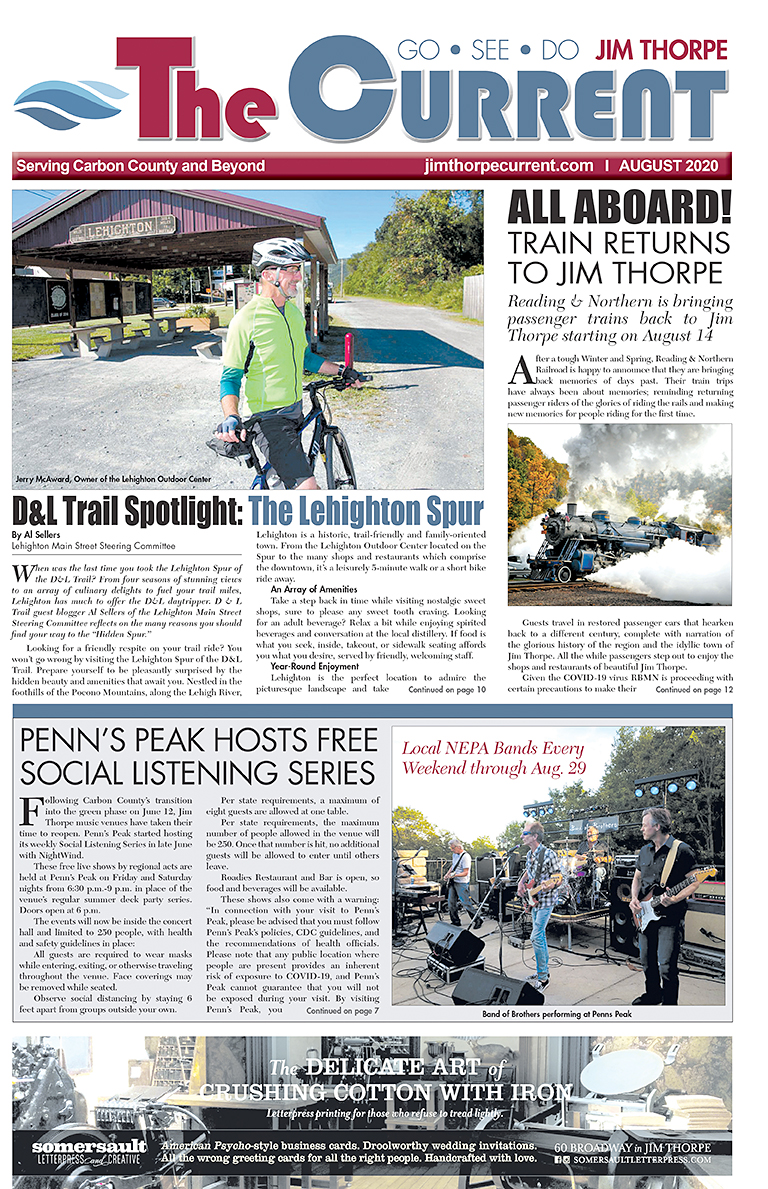 GO • SEE • DO JIM THORPE
The CURRENT
Serving Carbon County and Beyond
jimthorpecurrent.com I AUGUST 2020
LEHIGHTON
Jerry McAward, Owner of the Lehighton Outdoor Center
D&L Trail Spotlight: The Lehighton Spur
By Al Sellers
Lehighton Main Street Steering Committee
When was the last time you took the Lehighton Spur of
the D&L Trail? From four seasons of stunning views
to an array of culinary delights to fuel your trail miles,
Lehighton has much to offer the D&L daytripper. D & L
Trail guest blogger Al Sellers of the Lehighton Main Street
Steering Committee reflects on the many reasons you should
find your way to the “Hidden Spur.”
Looking for a friendly respite on your trail ride? You
won’t go wrong by visiting the Lehighton Spur of the D&L
Trail. Prepare yourself to be pleasantly surprised by the
hidden beauty and amenities that await you. Nestled in the
foothills of the Pocono Mountains, along the Lehigh River,
Lehighton is a historic, trail-friendly and family-oriented
town. From the Lehighton Outdoor Center located on the
Spur to the many shops and restaurants which comprise
the downtown, it’s a leisurely 5-minute walk or a short bike
ride away.
An Array of Amenities
Take a step back in time while visiting nostalgic sweet
shops, sure to please any sweet tooth craving. Looking
for an adult beverage? Relax a bit while enjoying spirited
beverages and conversation at the local distillery. If food is
what you seek, inside, takeout, or sidewalk seating affords
you what you desire, served by friendly, welcoming staff.
Year-Round Enjoyment
Lehighton is the perfect location to admire the
picturesque landscape and take Continued on page 10
ALL ABOARD!
TRAIN RETURNS
TO JIM THORPE
Reading & Northern is bringing
passenger trains back to Jim
Thorpe starting on August 14
After a tough Winter and Spring, Reading & Northern
Railroad is happy to announce that they are bringing
back memories of days past. Their train trips
have always been about memories; reminding returning
passenger riders of the glories of riding the rails and making
new memories for people riding for the first time.
Guests travel in restored passenger cars that hearken
back to a different century, complete with narration of
the glorious history of the region and the idyllic town of
Jim Thorpe. All the while passengers step out to enjoy the
shops and restaurants of beautiful Jim Thorpe.
Given the COVID-19 virus RBMN is proceeding with
certain precautions to make their Continued on page 12
PENN’S PEAK HOSTS FREE
SOCIAL LISTENING SERIES
Following Carbon County’s transition
into the green phase on June 12, Jim
Thorpe music venues have taken their
time to reopen. Penn’s Peak started hosting
its weekly Social Listening Series in late June
with NightWind.
These free live shows by regional acts are
held at Penn’s Peak on Friday and Saturday
nights from 6:30 p.m.-9 p.m. in place of the
venue’s regular summer deck party series.
Doors open at 6 p.m.
The events will now be inside the concert
hall and limited to 250 people, with health
and safety guidelines in place:
All guests are required to wear masks
while entering, exiting, or otherwise traveling
throughout the venue. Face coverings may
be removed while seated.
Observe social distancing by staying 6
feet apart from groups outside your own.
Per state requirements, a maximum of
eight guests are allowed at one table.
Per state requirements, the maximum
number of people allowed in the venue will
be 250. Once that number is hit, no additional
guests will be allowed to enter until others
leave.
Roadies Restaurant and Bar is open, so
food and beverages will be available.
These shows also come with a warning:
“In connection with your visit to Penn’s
Peak, please be advised that you must follow
Penn’s Peak’s policies, CDC guidelines, and
the recommendations of health officials.
Please note that any public location where
people are present provides an inherent
risk of exposure to COVID-19, and Penn’s
Peak cannot guarantee that you will not
be exposed during your visit. By visiting
Penn’s Peak, you Continued on page 7
Local NEPA Bands Every
Weekend through Aug. 29
Band of Brothers performing at Penns Peak
The DELICATE ART of
CRUSHING COTTON WITH IRON
Letterpress printing for those who refuse to tread lightly.
somersault
LETTERPRESS and CREATIVE
American Psycho-style business cards. Droolworthy wedding invitations.
All the wrong greeting cards for all the right people. Handcrafted with love.
60 BROADWAY in JIM THORPE
SOMERSAULTLETTERPRESS.COM